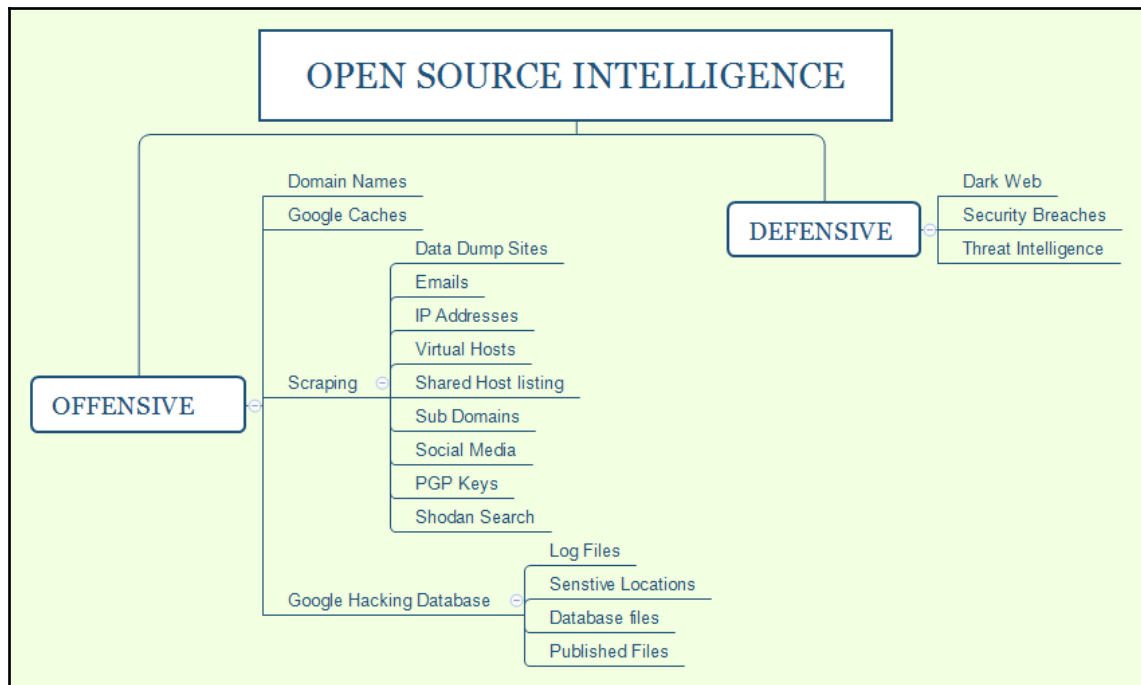 OPEN SOURCE INTELLIGENCE
OFFENSIVE
Domain Names
Google Caches
Scraping
Data Dump Sites
Emails
IP Addresses
Virtual Hosts
Shared Host listing
Sub Domains
Social Media
PGP Keys
Shodan Search
Google Hacking Database
Log Files
Senstive Locations
Database files
Published Files
DEFENSIVE
Dark Web
Security Breaches
Threat Intelligence